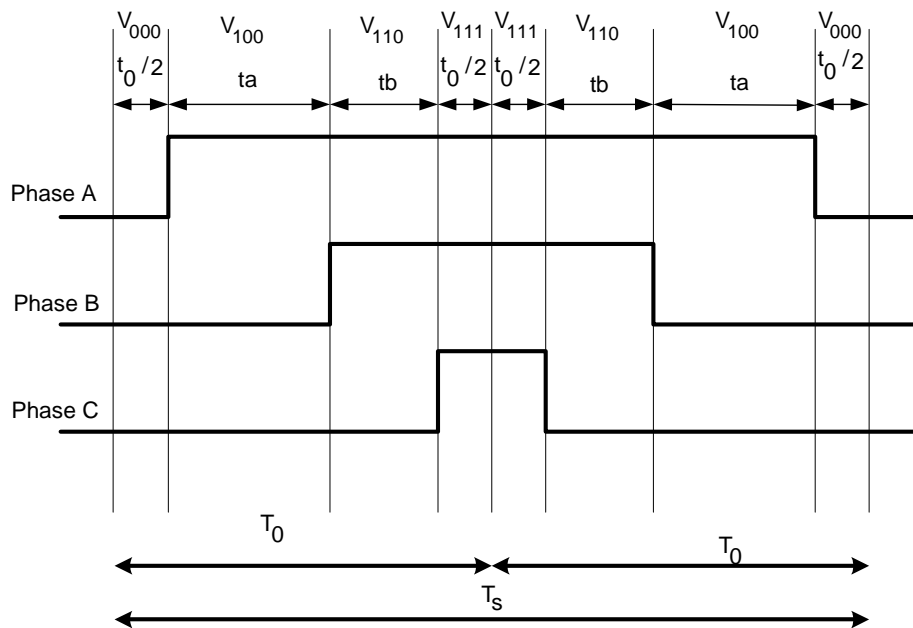 V000 V100 V110 V111 V111 V110 V100 V000
t0/2 ta tb t0/2 t0/2 tb ta t0/2
Phase A
Phase B
Phase C
T0 T0
Ts